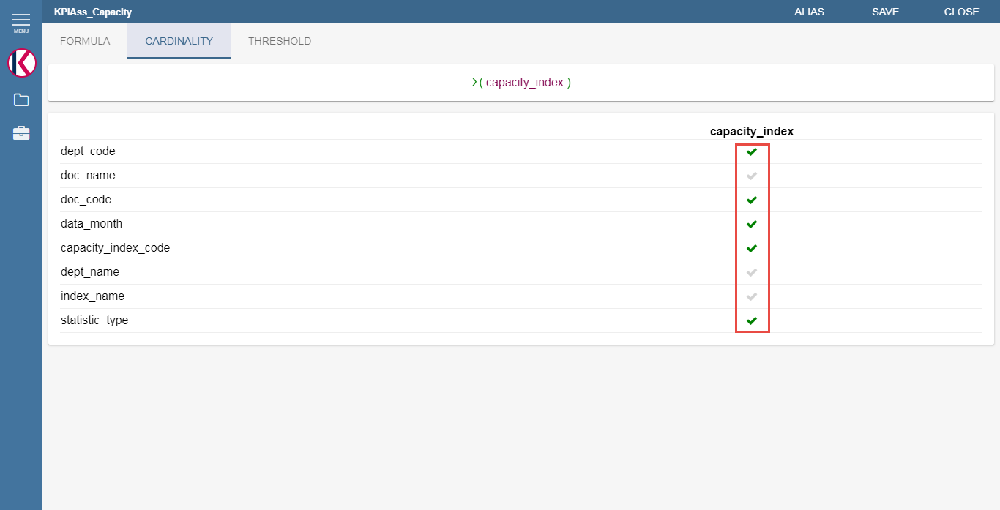 KPIAss_Capacity ALIAS SAVE CLOSE
MENU
FORMULA CARDINALITY THRESHOLD
Σ( capacity_index )
capacity_index
dept_code
doc_name
doc_code
data_month
capacity_index_code
dept_name
index_name
statistic_type